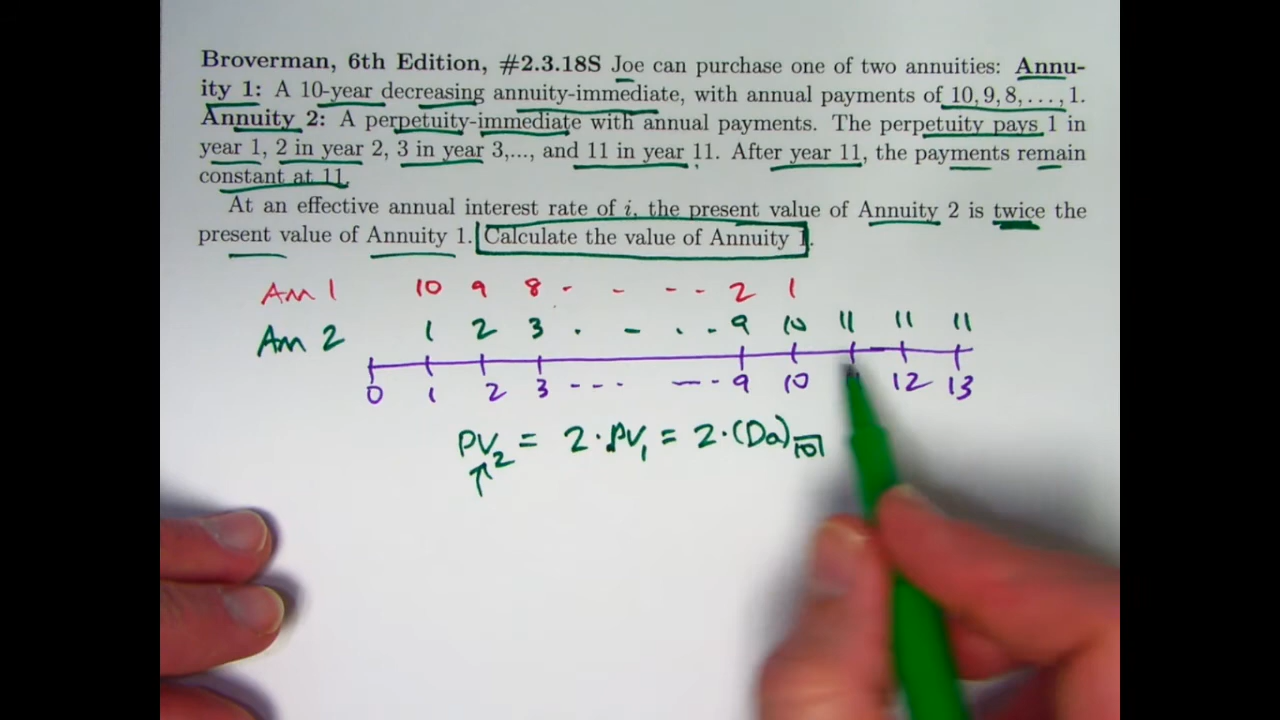 Broverman, 6th Edition, #2.3.18S Joe can purchase one of two annuities: Annu-
ity 1: A 10-year decreasing annuity-immediate, with annual payments of 10, 9, 8, . . . , 1.
Annuity 2: A perpetuity-immediate with annual payments. The perpetuity pays 1 in
year 1, 2 in year 2, 3 in year 3,..., and 11 in year 11. After year 11, the payments remain
constant at 11.
At an effective annual interest rate of i, the present value of Annuity 2 is twice the
present value of Annuity 1. Calculate the value of Annuity 1.
Ann 1 10 9 8 · - - - - 2 1
Ann 2 1 2 3 · - · - 9 10 11 11 11
0 1 2 3 - - - - - - 9 10 12 13
PV₂ = 2 · PV₁ = 2 · (Da)10